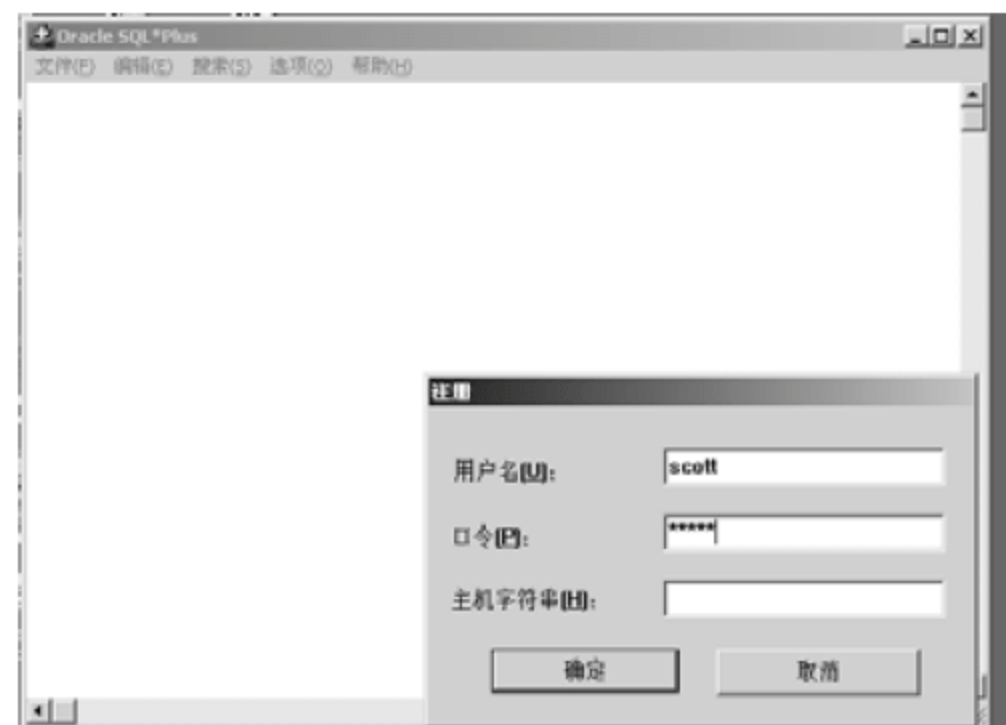 Oracle SQL*Plus
文件(F) 编辑(E) 搜索(S) 选项(O) 帮助(H)
注册
用户名(U): scott
口令(P): *****
主机字符串(H):
确定 取消